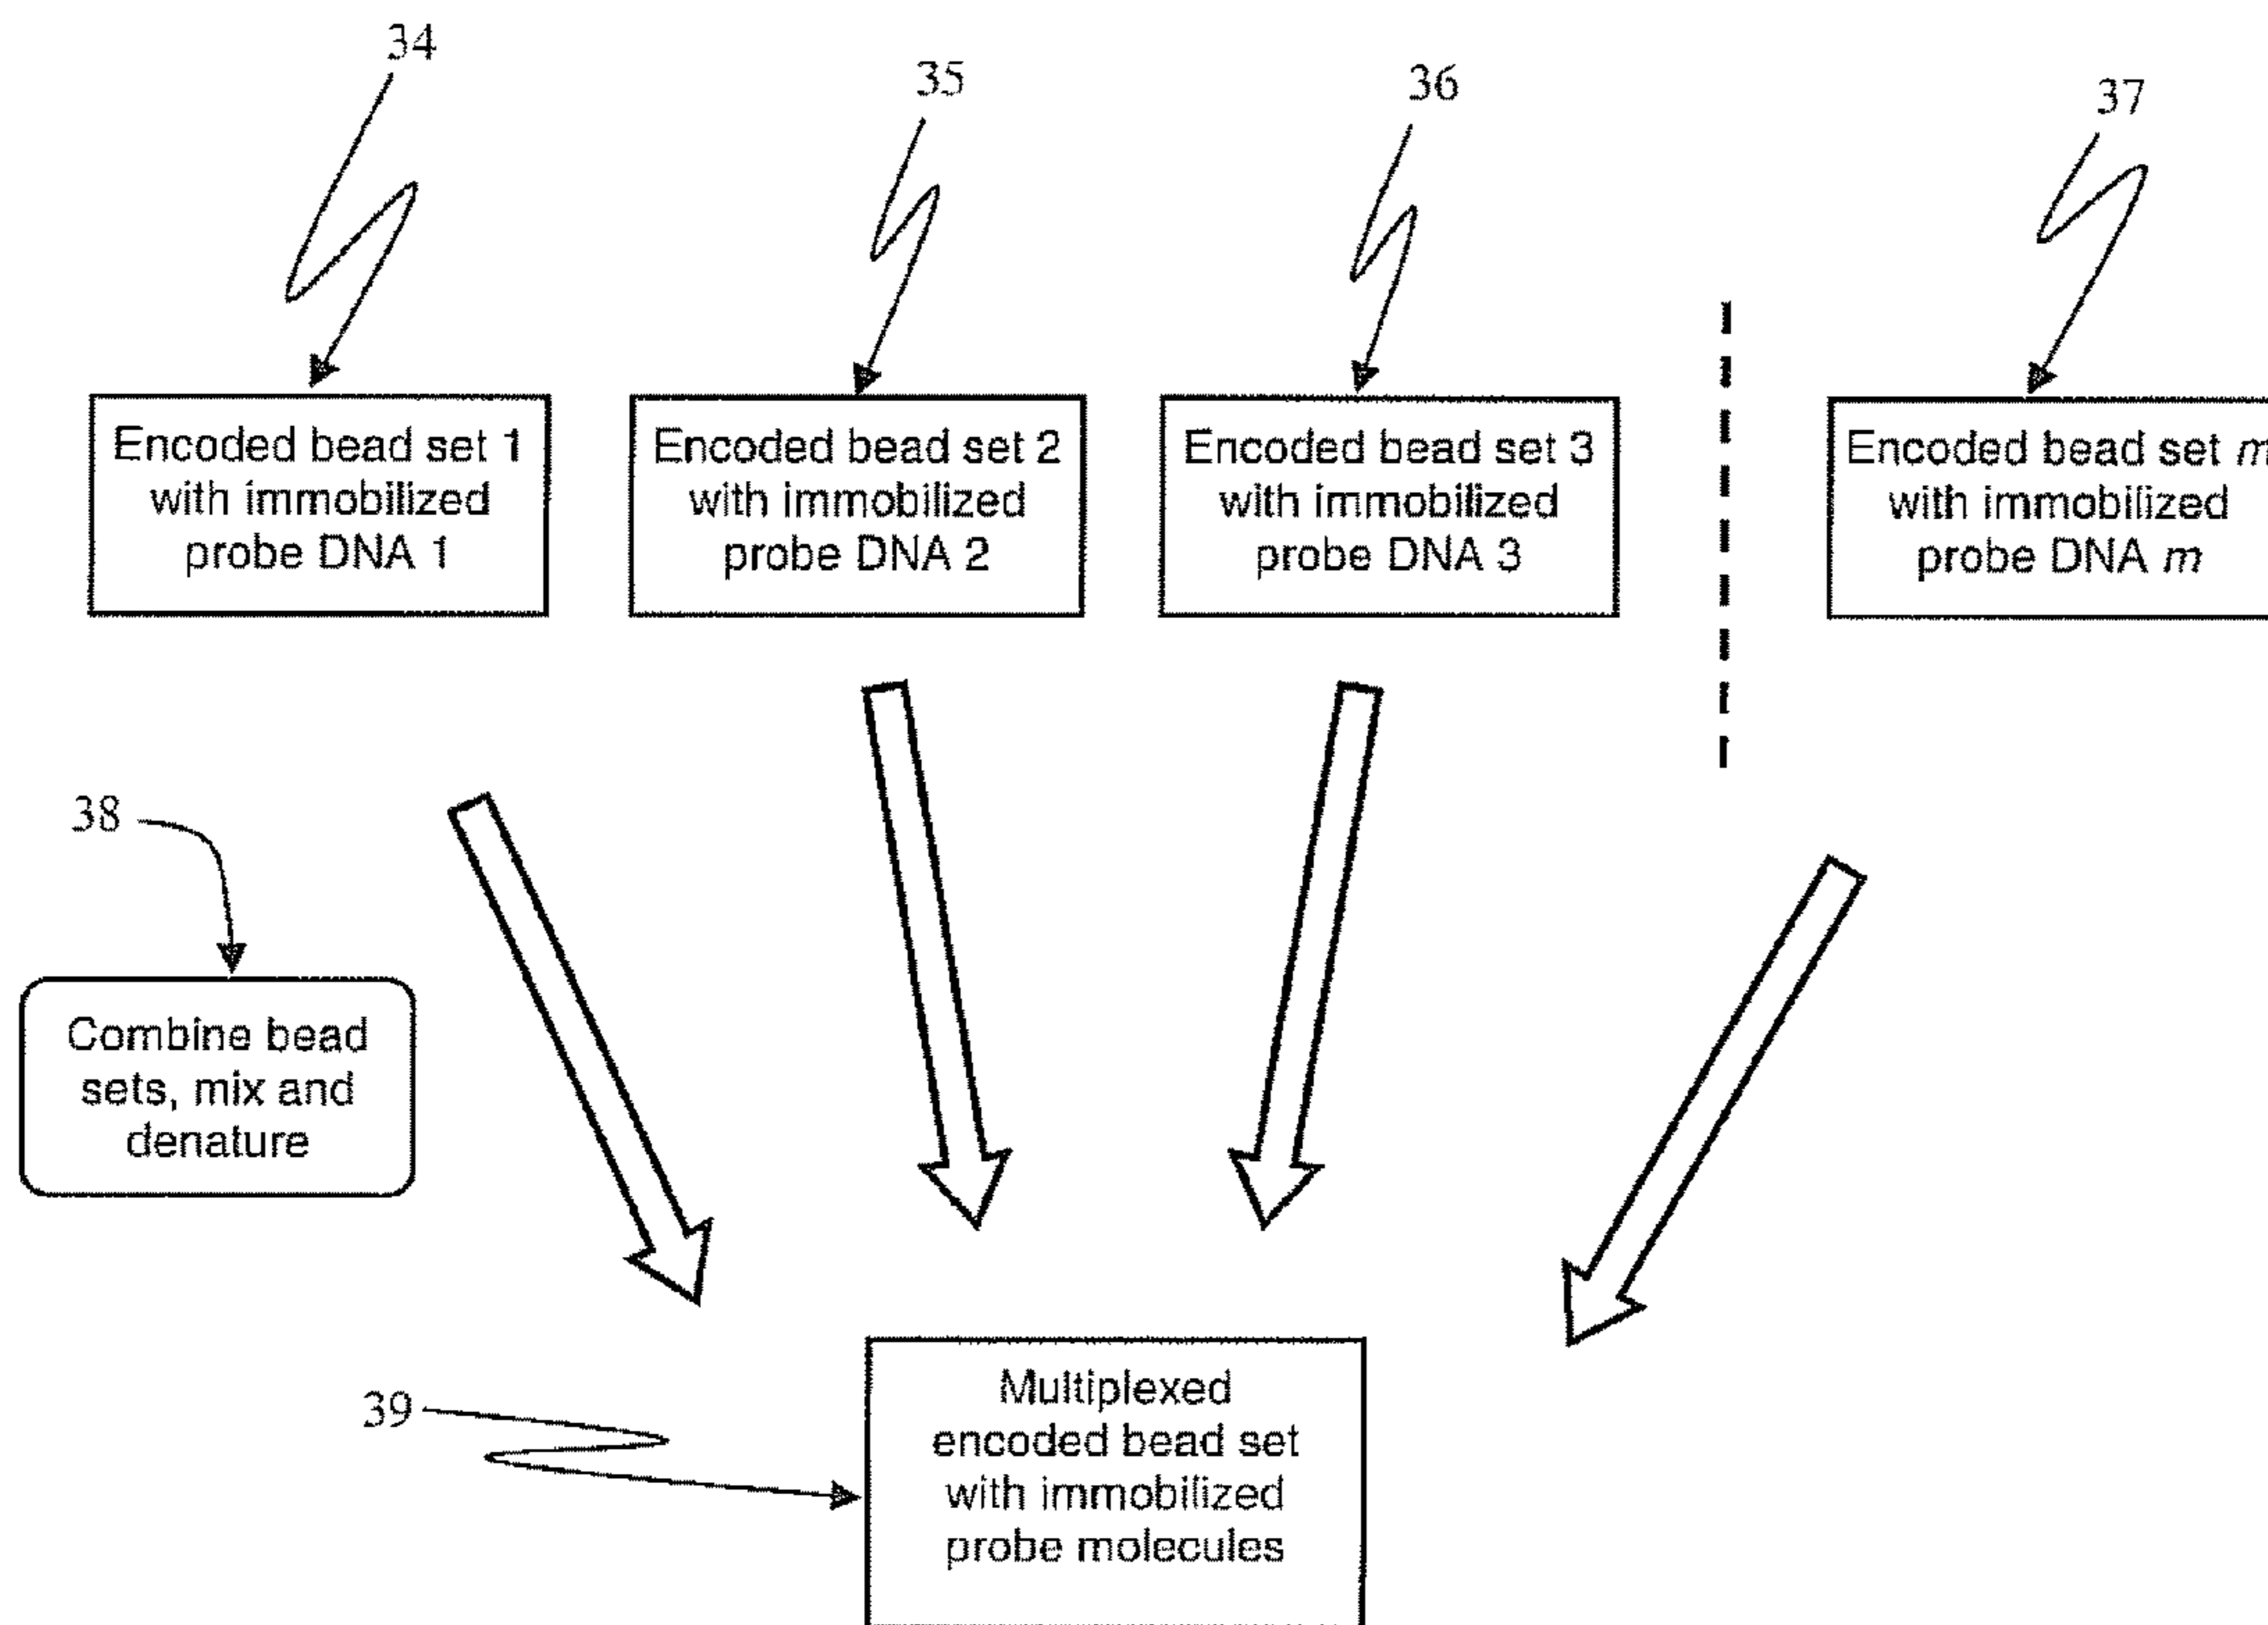 34
35
36
37
Encoded bead set 1
with immobilized
probe DNA 1
Encoded bead set 2
with immobilized
probe DNA 2
Encoded bead set 3
with immobilized
probe DNA 3
Encoded bead set m
with immobilized
probe DNA m
38
Combine bead
sets, mix and
denature
39
Multiplexed
encoded bead set
with immobilized
probe molecules